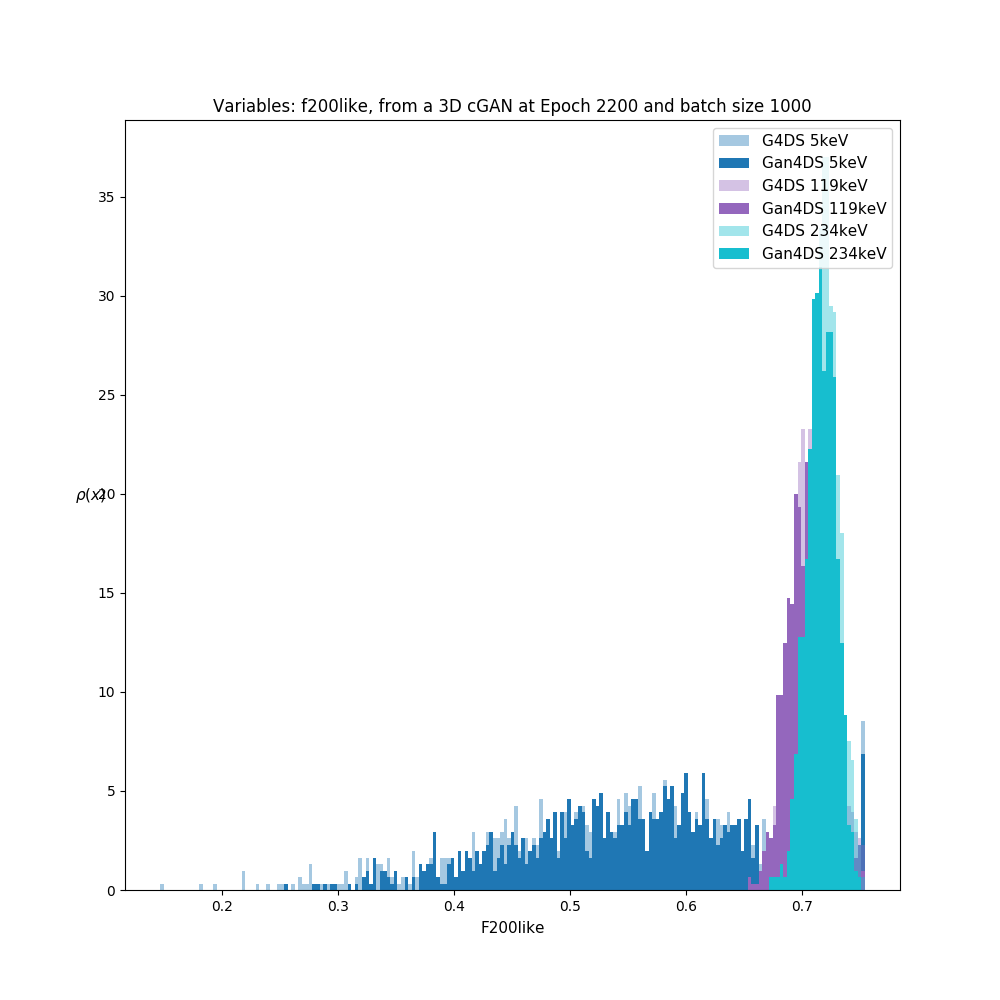 Variables: f200like, from a 3D cGAN at Epoch 2200 and batch size 1000
G4DS 5keV
Gan4DS 5keV
G4DS 119keV
Gan4DS 119keV
G4DS 234keV
Gan4DS 234keV
35
30
25
ρ(x)
20
15
10
5
0
0.2 0.3 0.4 0.5 0.6 0.7
F200like